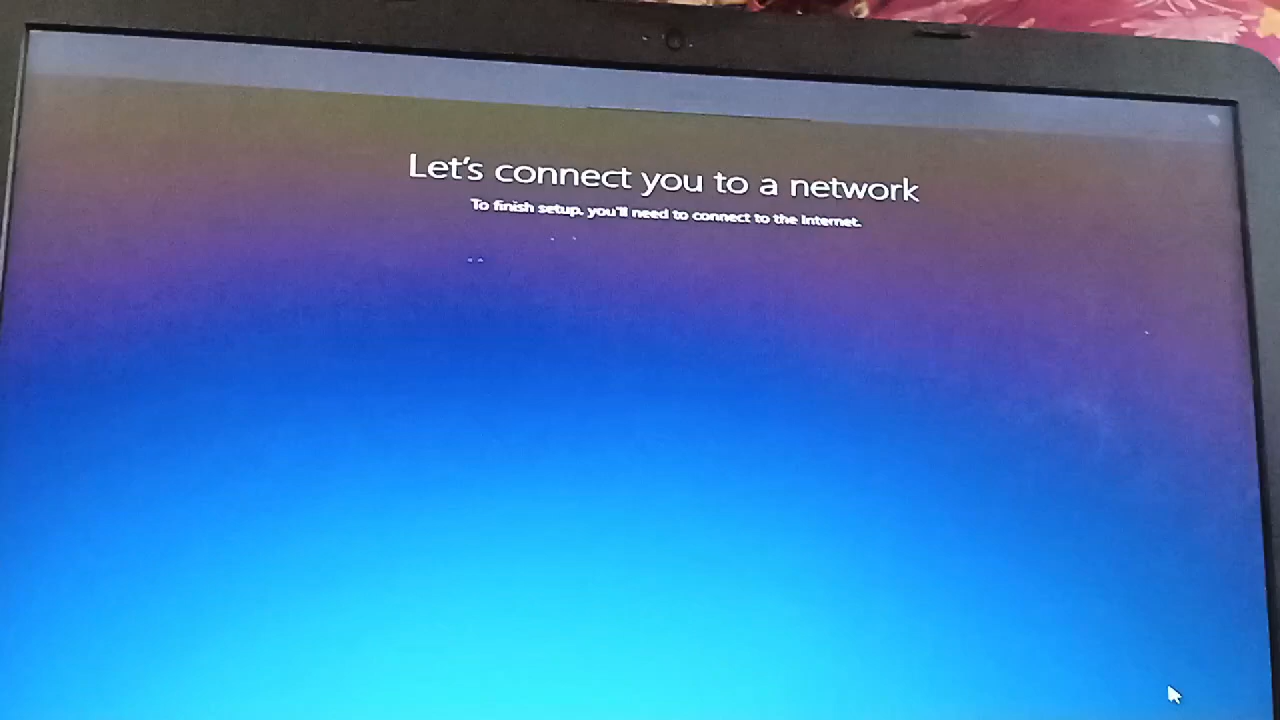 Let's connect you to a network
To finish setup, you'll need to connect to the Internet.